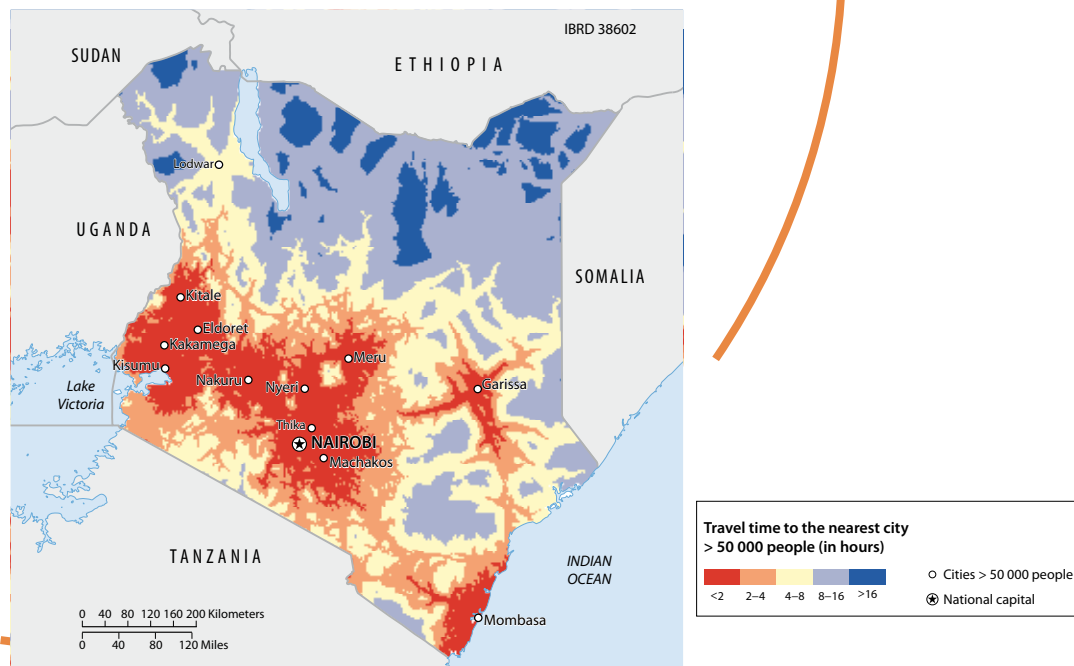 IBRD 38602
SUDAN
ETHIOPIA
Lodwar
UGANDA
SOMALIA
Kitale
Eldoret
Kakamega
Kisumu
Meru
Nakuru
Nyeri
Garissa
Lake
Victoria
Thika
NAIROBI
Machakos
TANZANIA
INDIAN
OCEAN
Mombasa
0 40 80 120 160 200 Kilometers
0 40 80 120 Miles
Travel time to the nearest city
> 50 000 people (in hours)
<2 2–4 4–8 8–16 >16
Cities > 50 000 people
National capital